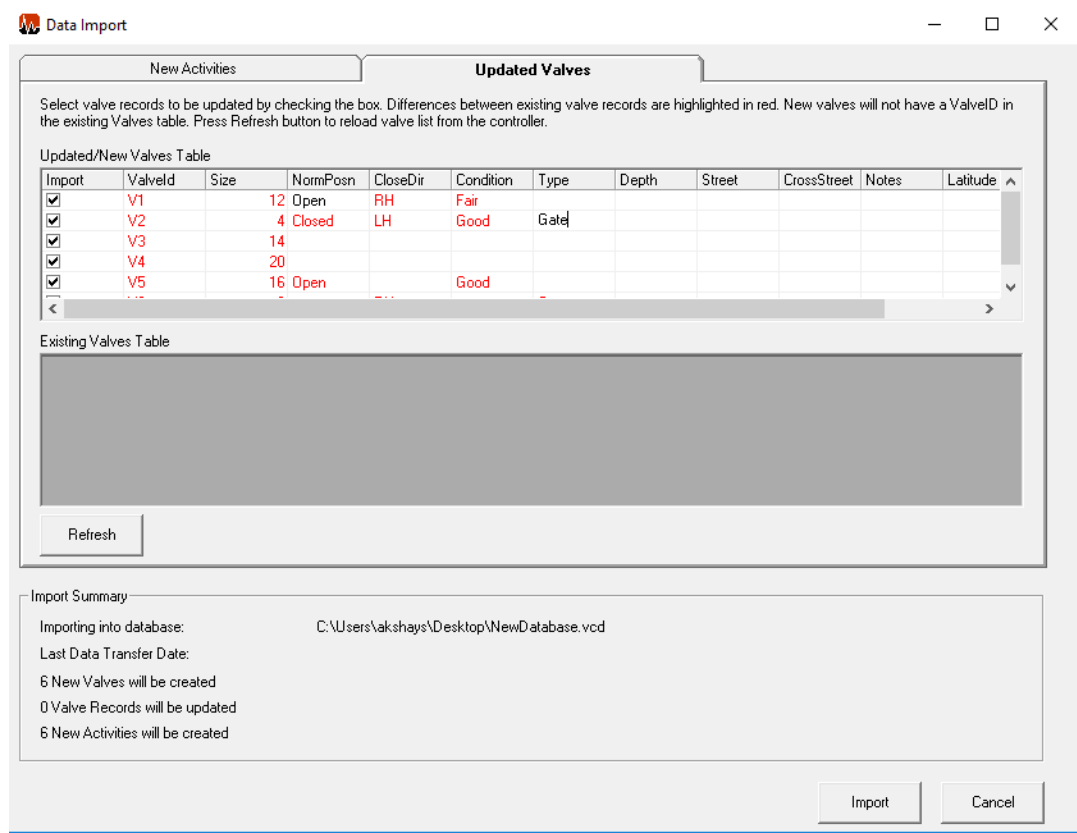 Data Import
New Activities Updated Valves
Select valve records to be updated by checking the box. Differences between existing valve records are highlighted in red. New valves will not have a ValveID in
the existing Valves table. Press Refresh button to reload valve list from the controller.
Updated/New Valves Table
Import ValveId Size NormPosn CloseDir Condition Type Depth Street CrossStreet Notes Latitude
V1 12 Open RH Fair
V2 4 Closed LH Good Gate
V3 14
V4 20
V5 16 Open Good
Existing Valves Table
Refresh
Import Summary
Importing into database: C:\Users\akshays\Desktop\NewDatabase.vcd
Last Data Transfer Date:
6 New Valves will be created
0 Valve Records will be updated
6 New Activities will be created
Import Cancel